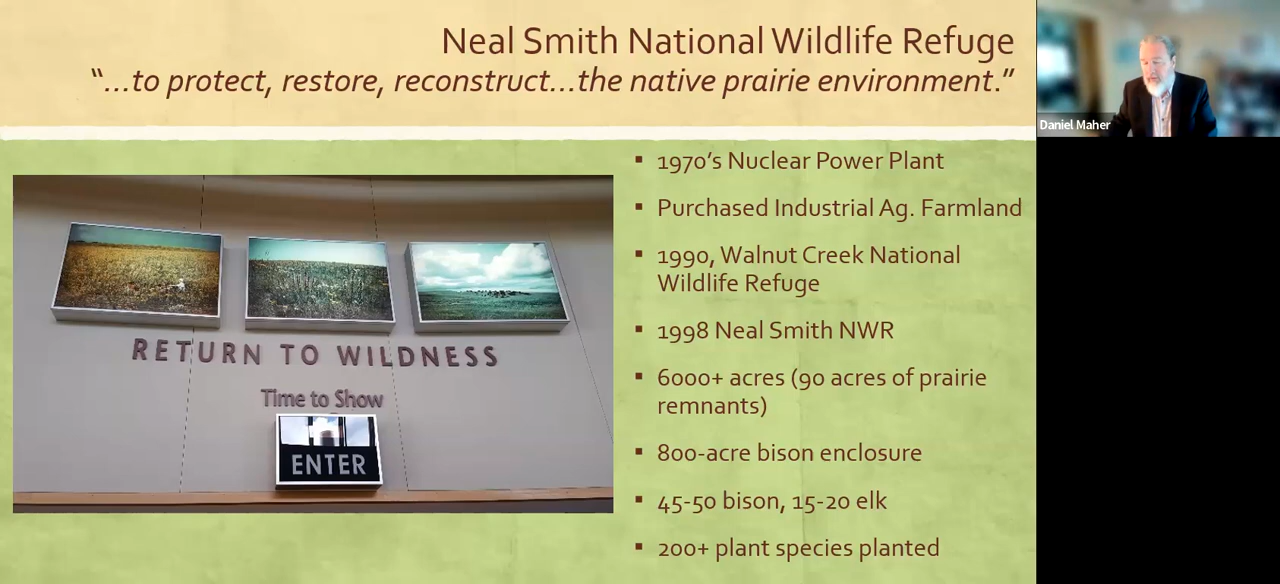 Neal Smith National Wildlife Refuge
“…to protect, restore, reconstruct…the native prairie environment.”
Daniel Maher
▪ 1970’s Nuclear Power Plant
▪ Purchased Industrial Ag. Farmland
▪ 1990, Walnut Creek National
Wildlife Refuge
▪ 1998 Neal Smith NWR
▪ 6000+ acres (90 acres of prairie
remnants)
▪ 800-acre bison enclosure
▪ 45-50 bison, 15-20 elk
▪ 200+ plant species planted
RETURN TO WILDNESS
Time to Show
ENTER